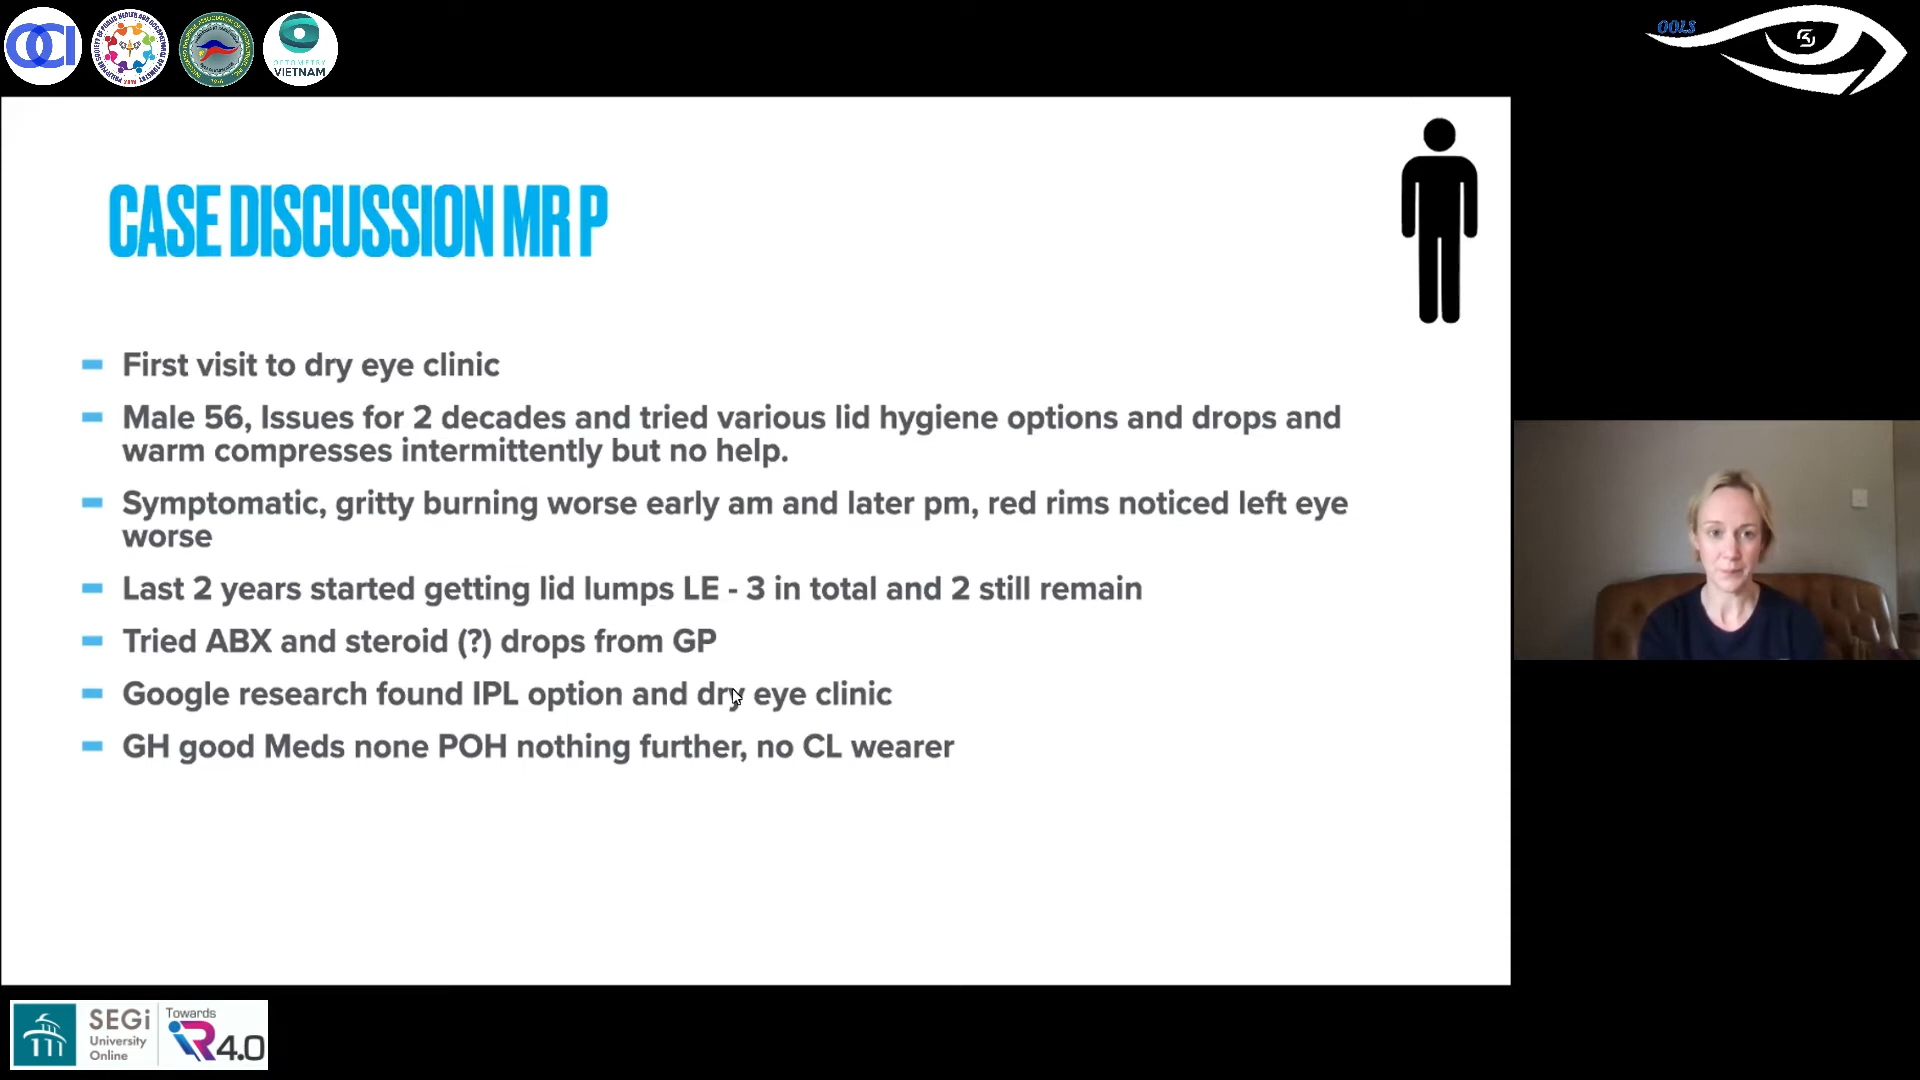 OCI
OPTOMETRY
VIETNAM
OOLS
CASE DISCUSSION MR P
First visit to dry eye clinic
Male 56, Issues for 2 decades and tried various lid hygiene options and drops and
warm compresses intermittently but no help.
Symptomatic, gritty burning worse early am and later pm, red rims noticed left eye
worse
Last 2 years started getting lid lumps LE - 3 in total and 2 still remain
Tried ABX and steroid (?) drops from GP
Google research found IPL option and dry eye clinic
GH good Meds none POH nothing further, no CL wearer
SEGi
University
Online
Towards
iR4.0